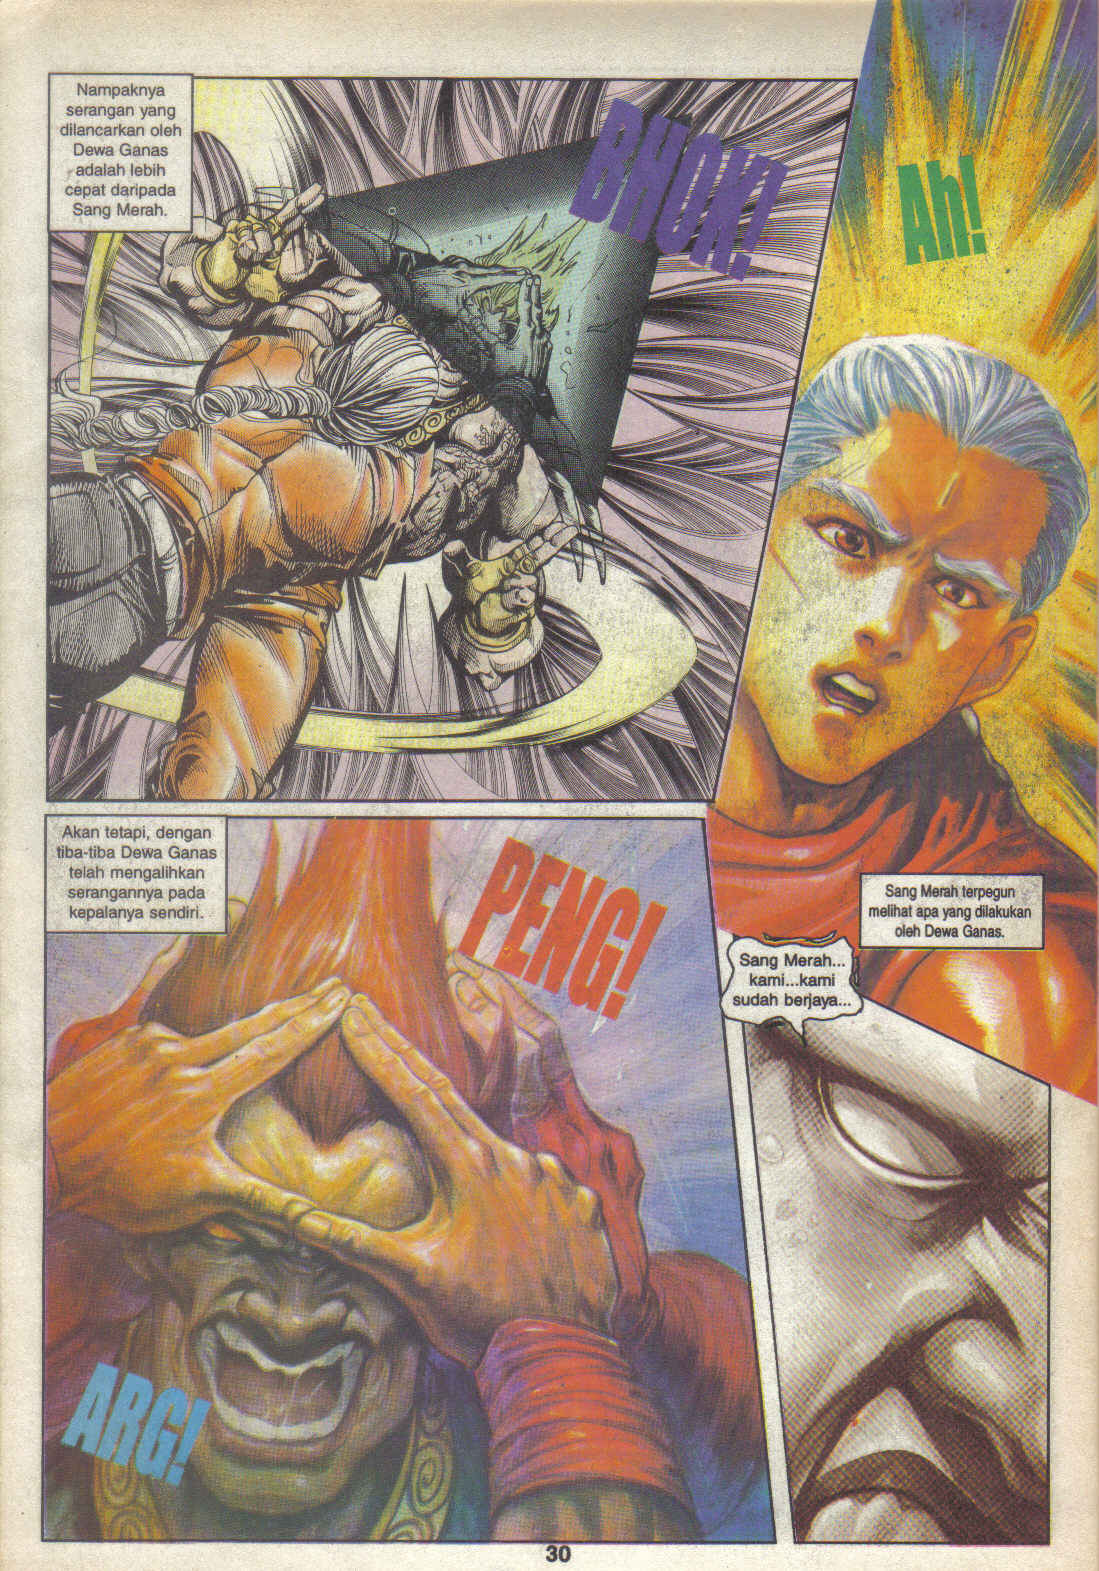 Nampaknya
serangan yang
dilancarkan oleh
Dewa Ganas
adalah lebih
cepat daripada
Sang Merah.
BHOK!
Ah!
Akan tetapi, dengan
tiba-tiba Dewa Ganas
telah mengalihkan
serangannya pada
kepalanya sendiri.
PENG!
ARG!
Sang Merah terpegun
melihat apa yang dilakukan
oleh Dewa Ganas.
Sang Merah...
kami...kami
sudah berjaya...
30